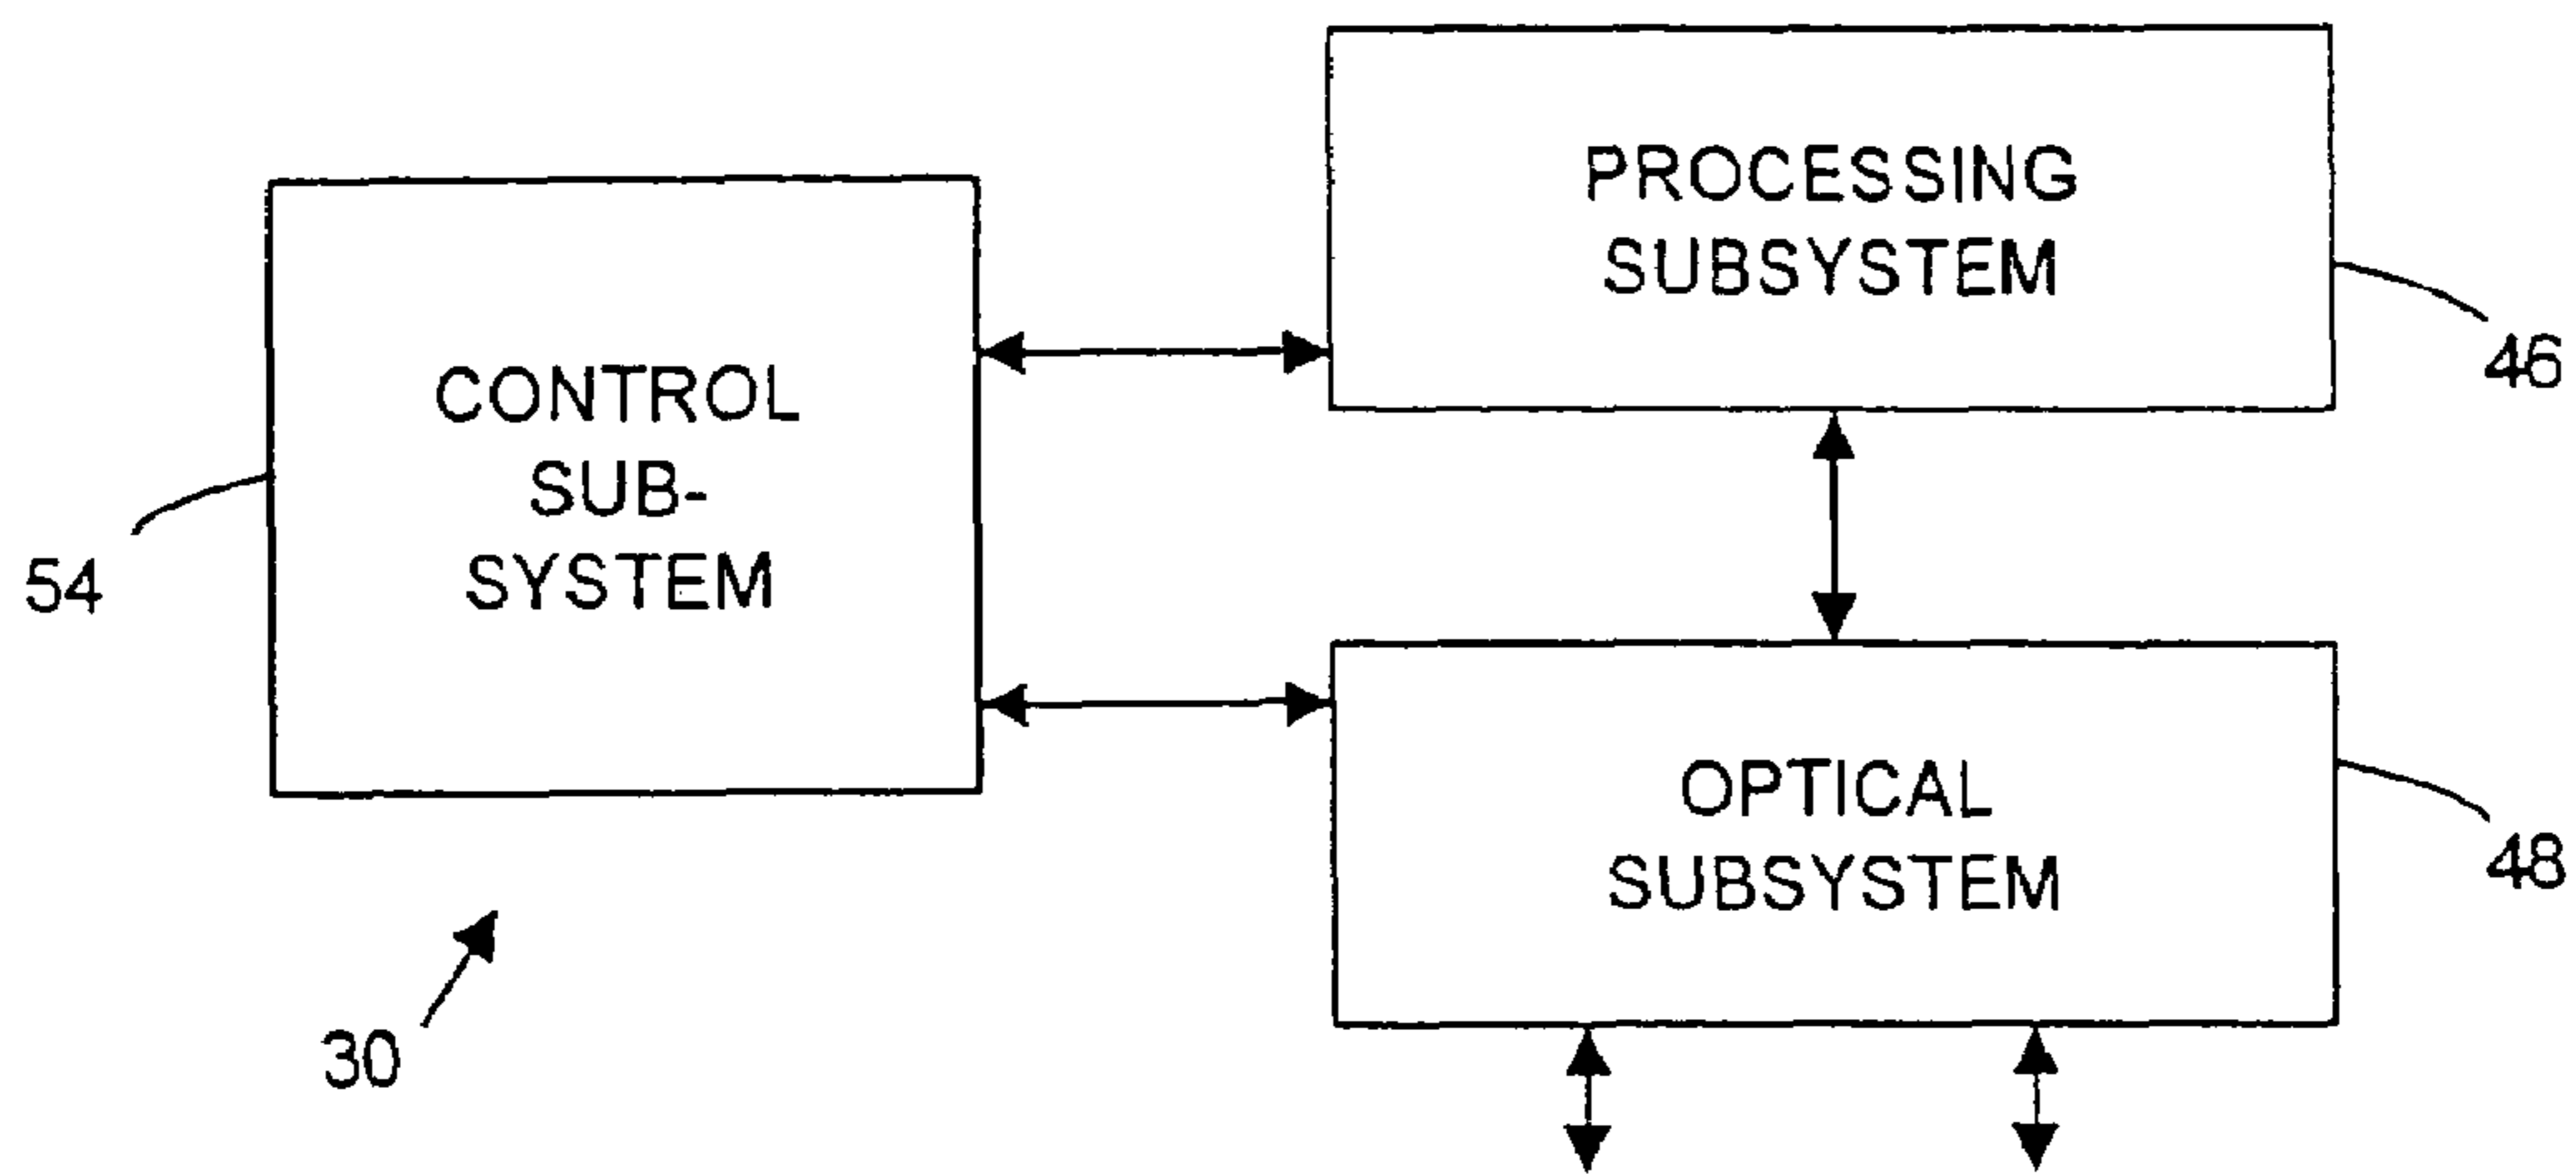 PROCESSING
SUBSYSTEM
46
CONTROL
SUB-
SYSTEM
54
OPTICAL
SUBSYSTEM
48
30